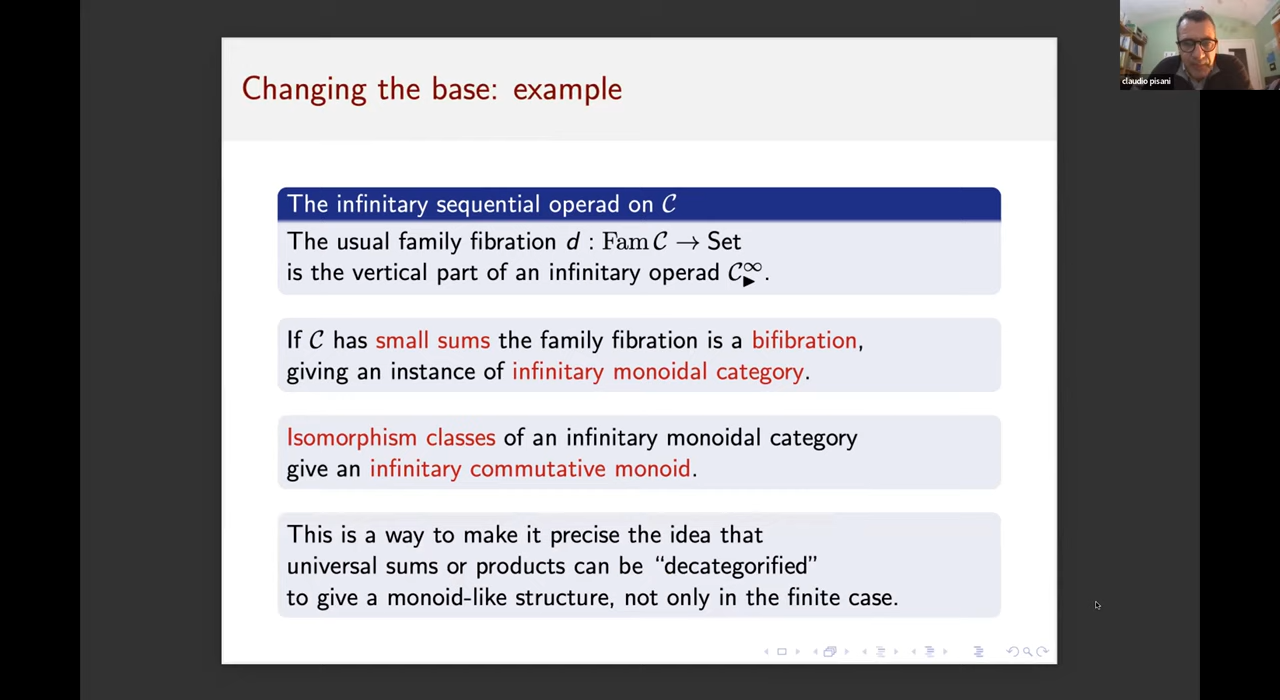 Changing the base: example
claudio pisani
The infinitary sequential operad on 𝒞
The usual family fibration d : Fam 𝒞 → Set
is the vertical part of an infinitary operad 𝒞^∞_▶.
If 𝒞 has small sums the family fibration is a bifibration,
giving an instance of infinitary monoidal category.
Isomorphism classes of an infinitary monoidal category
give an infinitary commutative monoid.
This is a way to make it precise the idea that
universal sums or products can be “decategorified”
to give a monoid-like structure, not only in the finite case.